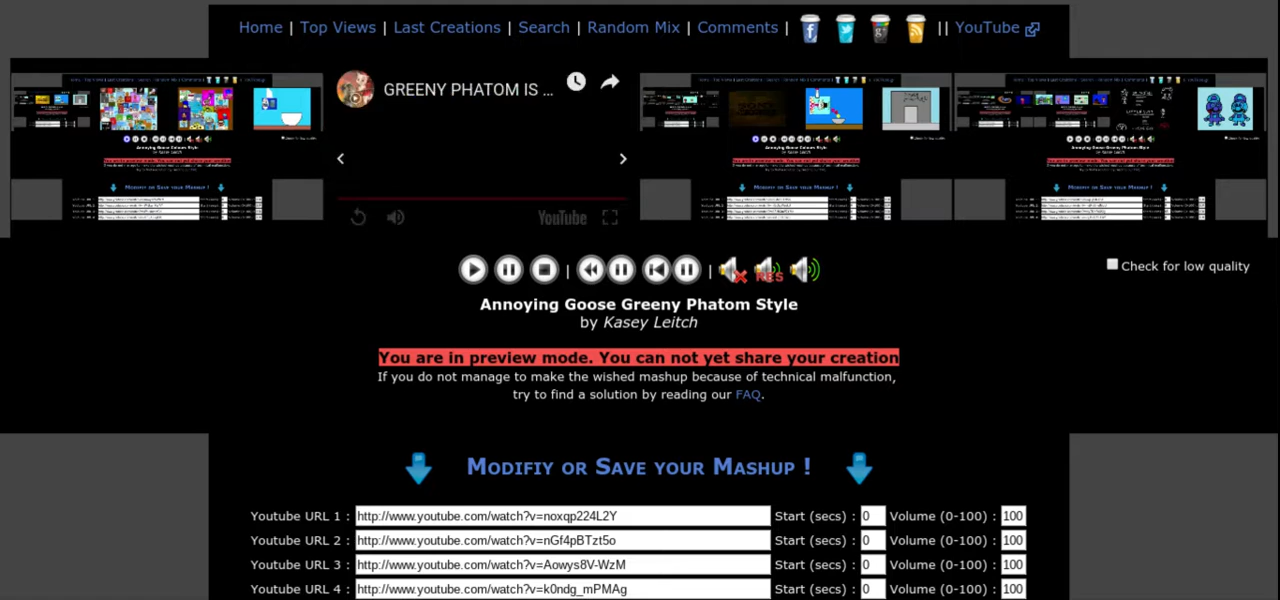 Home | Top Views | Last Creations | Search | Random Mix | Comments | || YouTube
GREENY PHATOM IS ...
YouTube
| | RES
Check for low quality
Annoying Goose Greeny Phatom Style
by Kasey Leitch
You are in preview mode. You can not yet share your creation
If you do not manage to make the wished mashup because of technical malfunction,
try to find a solution by reading our FAQ.
Modifiy or Save your Mashup !
Youtube URL 1 : http://www.youtube.com/watch?v=noxqp224L2Y Start (secs) : 0 Volume (0-100) : 100
Youtube URL 2 : http://www.youtube.com/watch?v=nGf4pBTzt5o Start (secs) : 0 Volume (0-100) : 100
Youtube URL 3 : http://www.youtube.com/watch?v=Aowys8V-WzM Start (secs) : 0 Volume (0-100) : 100
Youtube URL 4 : http://www.youtube.com/watch?v=k0ndg_mPMAg Start (secs) : 0 Volume (0-100) : 100